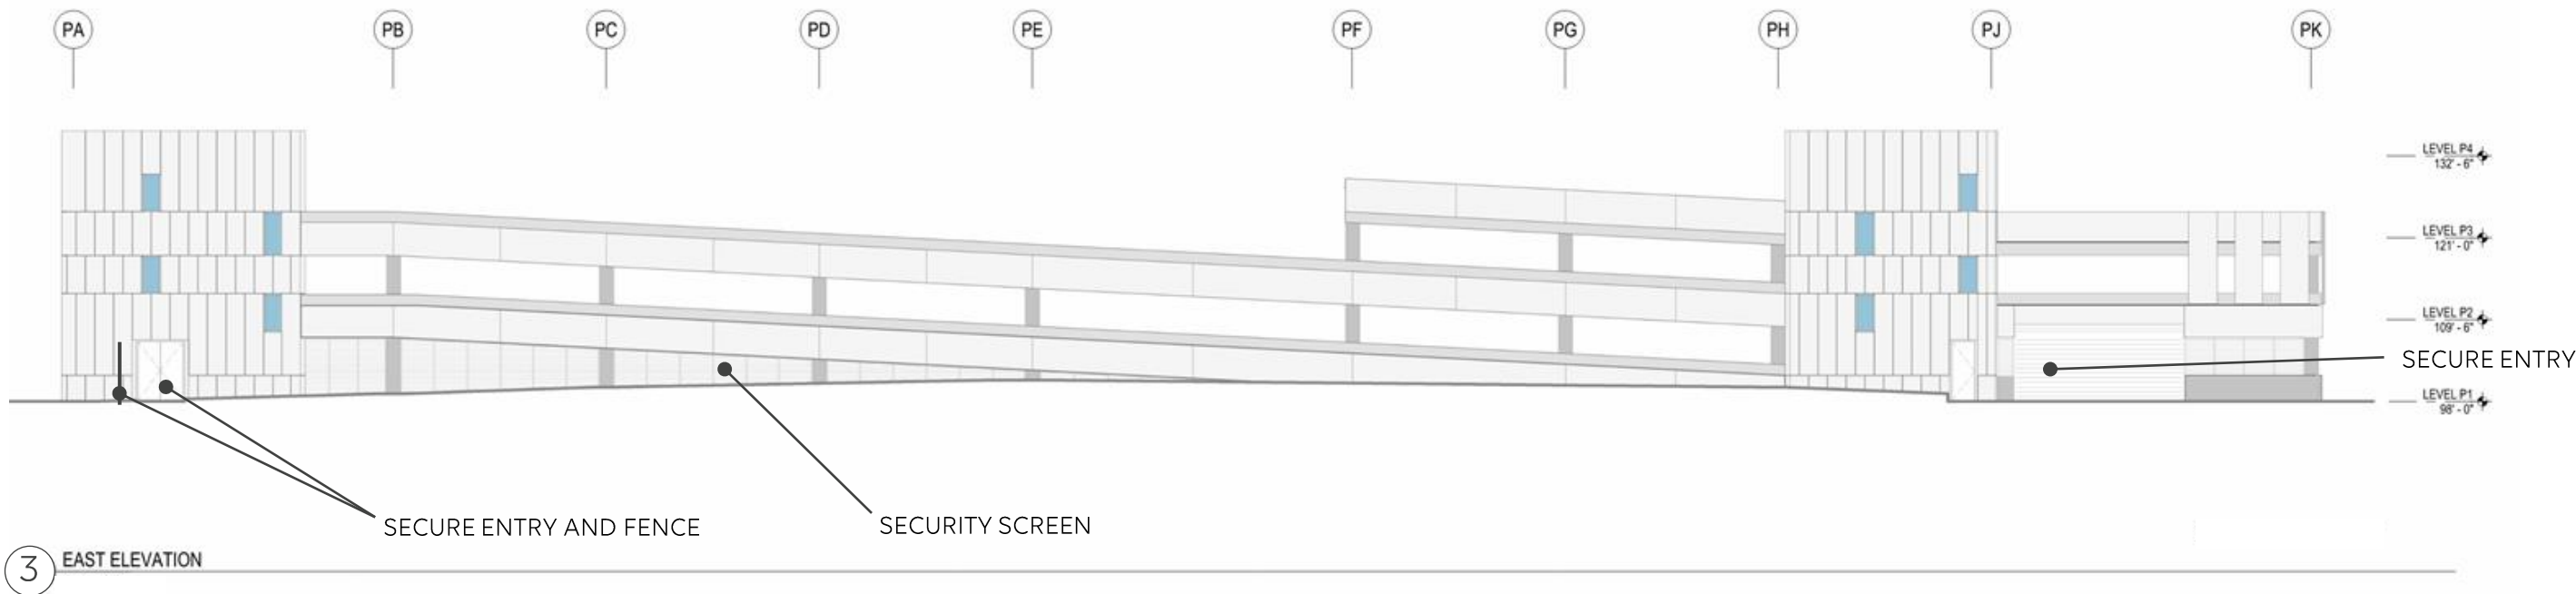 PA PB PC PD PE PF PG PH PJ PK
LEVEL P4
132' - 6"
LEVEL P3
121' - 0"
LEVEL P2
109' - 6"
SECURE ENTRY
LEVEL P1
98' - 0"
SECURE ENTRY AND FENCE
SECURITY SCREEN
3 EAST ELEVATION